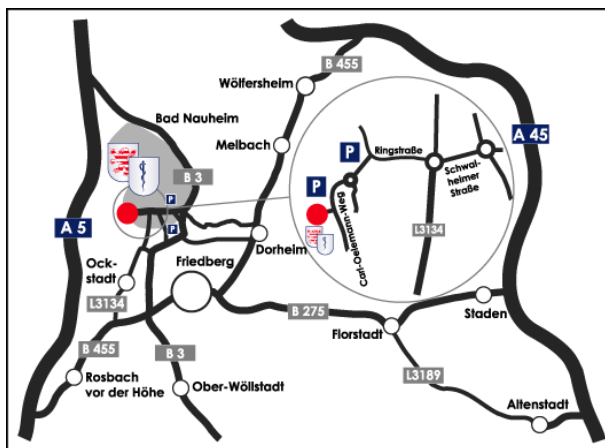 B 455
Wölfersheim
Bad Nauheim
Melbach
A 45
P
Ringstraße
Schwal-
heimer
Straße
B 3
P
P
Carl-Oelemann-Weg
P
A 5
L3134
Dorheim
Ock-
stadt
Friedberg
L3134
B 275
Staden
Florstadt
B 455
B 3
L3189
Rosbach
vor der Höhe
Ober-Wöllstadt
Altenstadt